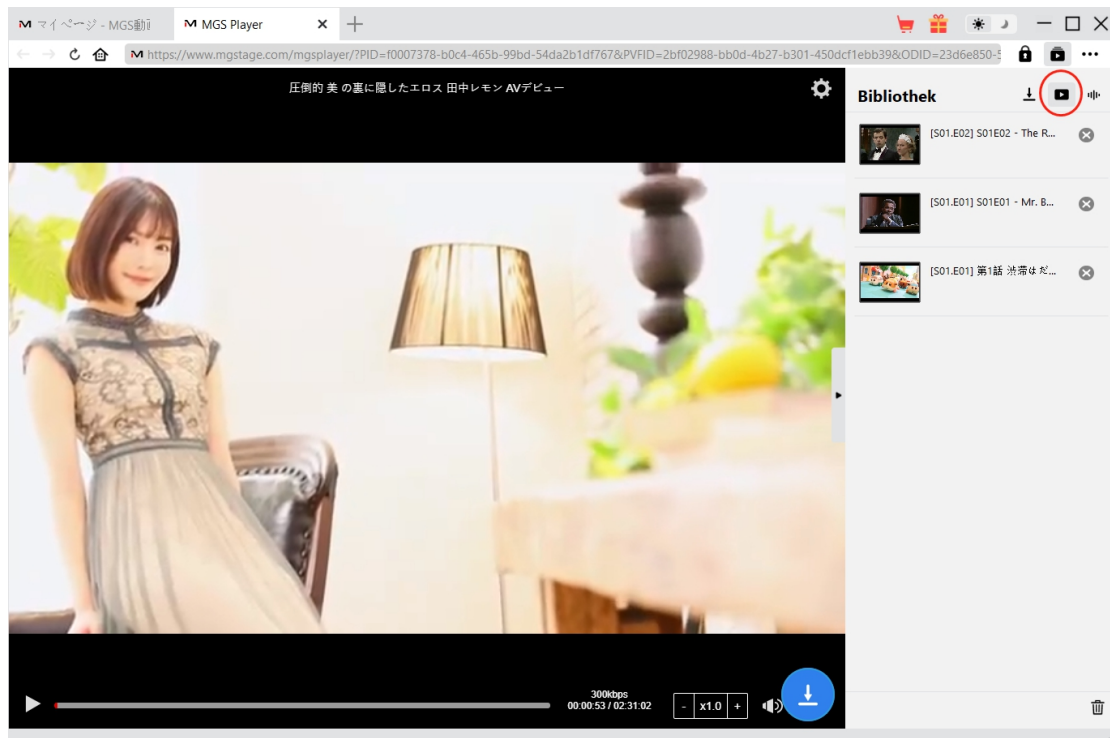 マイページ - MGS動
MGS Player
https://www.mgstage.com/mgsplayer/?PID=f0007378-b0c4-465b-99bd-54da2b1df767&PVFID=2bf02988-bb0d-4b27-b301-450dcf1ebb39&ODID=23d6e850-5
圧倒的 美 の裏に隠したエロス 田中レモン AVデビュー
Bibliothek
[S01.E02] S01E02 - The R...
[S01.E01] S01E01 - Mr. B...
[S01.E01] 第1話 渋滞はだ...
300kbps
00:00:53 / 02:31:02
- x1.0 +